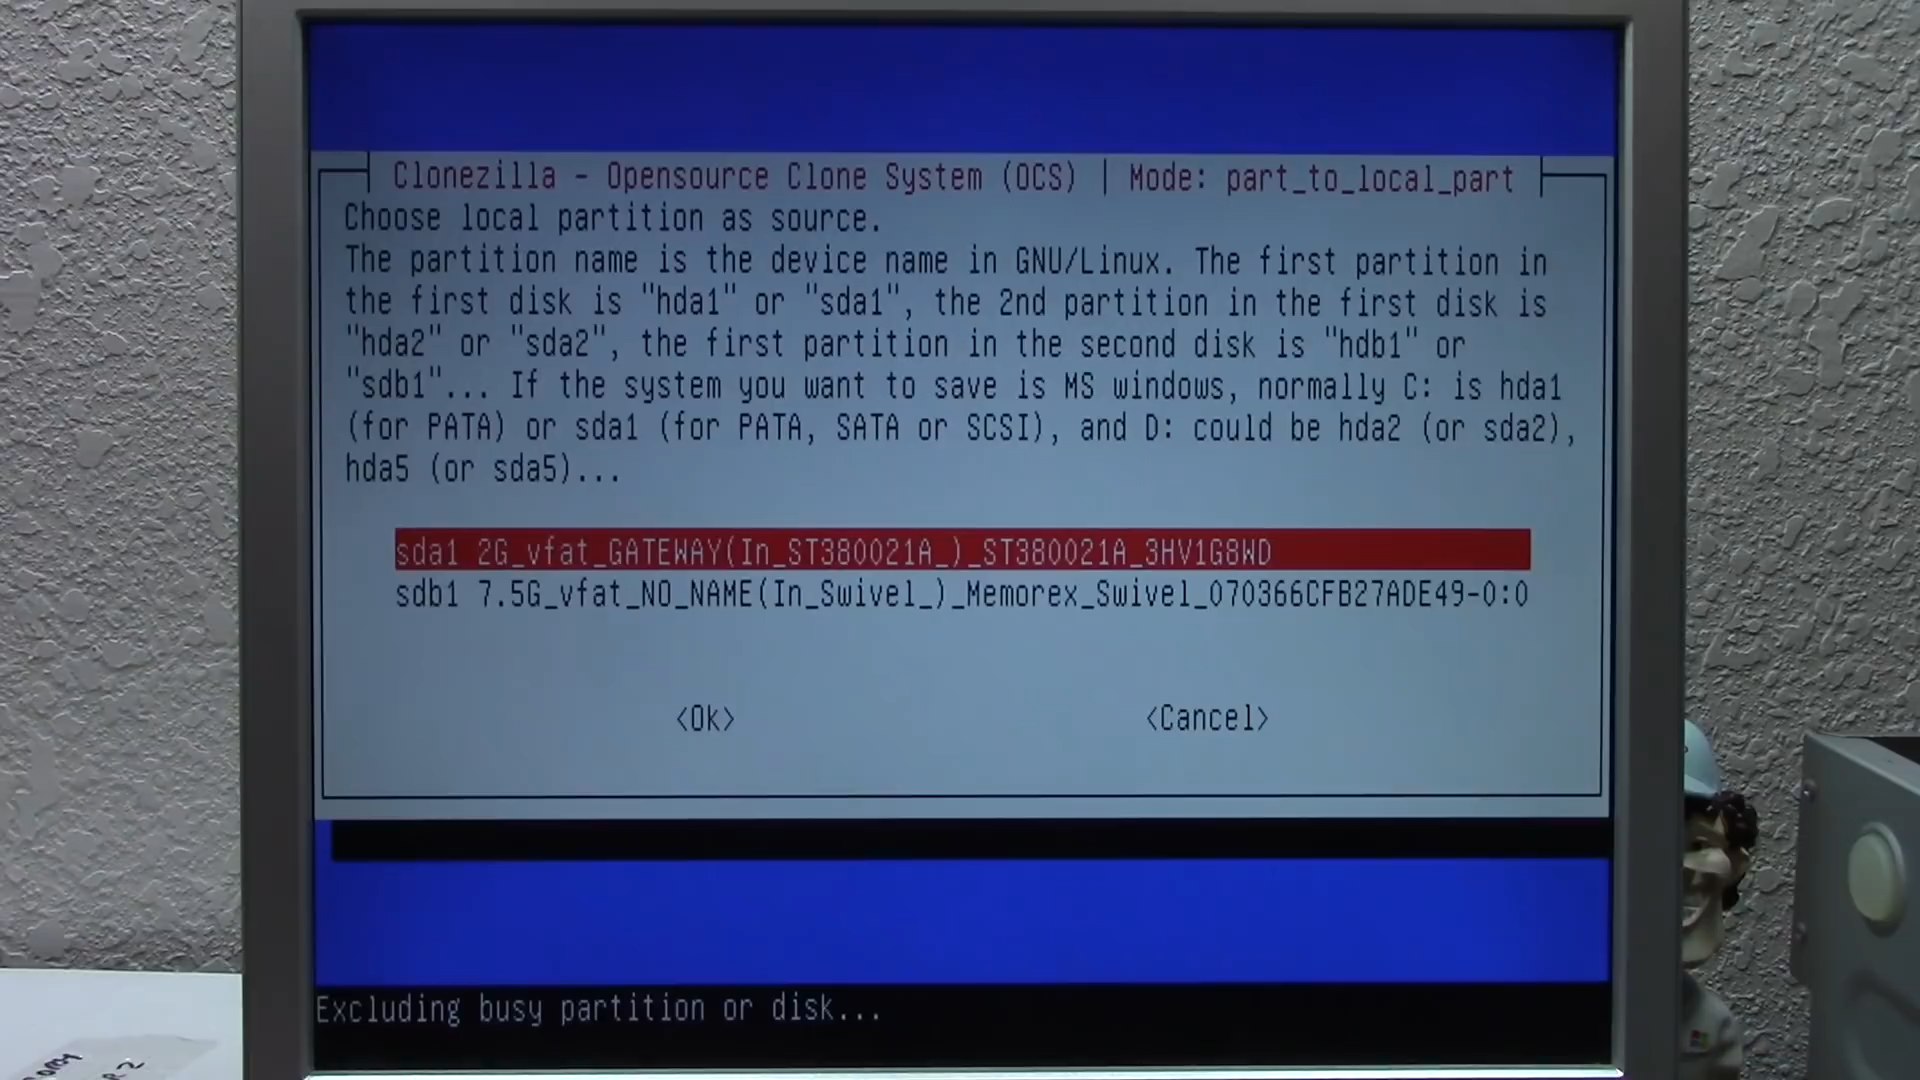 Clonezilla - Opensource Clone System (OCS) | Mode: part_to_local_part
Choose local partition as source.
The partition name is the device name in GNU/Linux. The first partition in
the first disk is "hda1" or "sda1", the 2nd partition in the first disk is
"hda2" or "sda2", the first partition in the second disk is "hdb1" or
"sdb1"... If the system you want to save is MS windows, normally C: is hda1
(for PATA) or sda1 (for PATA, SATA or SCSI), and D: could be hda2 (or sda2),
hda5 (or sda5)...
sda1 2G_vfat_GATEWAY(In_ST380021A_)_ST380021A_3HV1G8WD
sdb1 7.5G_vfat_NO_NAME(In_Swivel_)_Memorex_Swivel_070366CFB27ADE49-0:0
<Ok> <Cancel>
Excluding busy partition or disk...